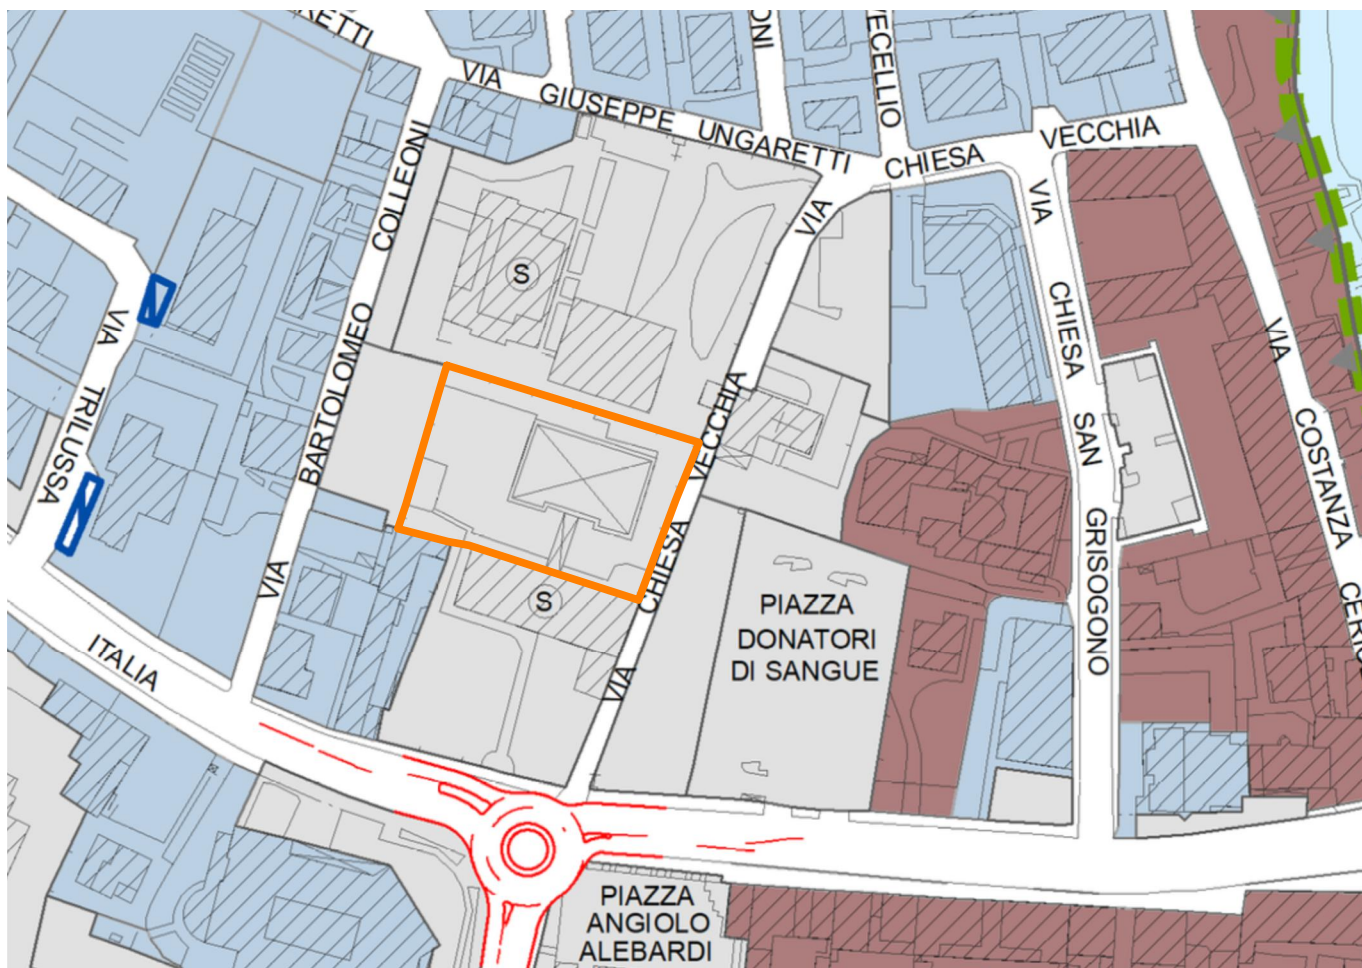 VIA GIUSEPPE UNGARETTI
VIA BARTOLOMEO COLLEONI
VIA TRILUSSA
ITALIA
VECELLIO
CHIESA VECCHIA
VIA
VIA CHIESA VECCHIA
VIA CHIESA SAN GRISOGONO
VIA COSTANZA
S
S
PIAZZA
DONATORI
DI SANGUE
PIAZZA
ANGIOLO
ALEBARDI